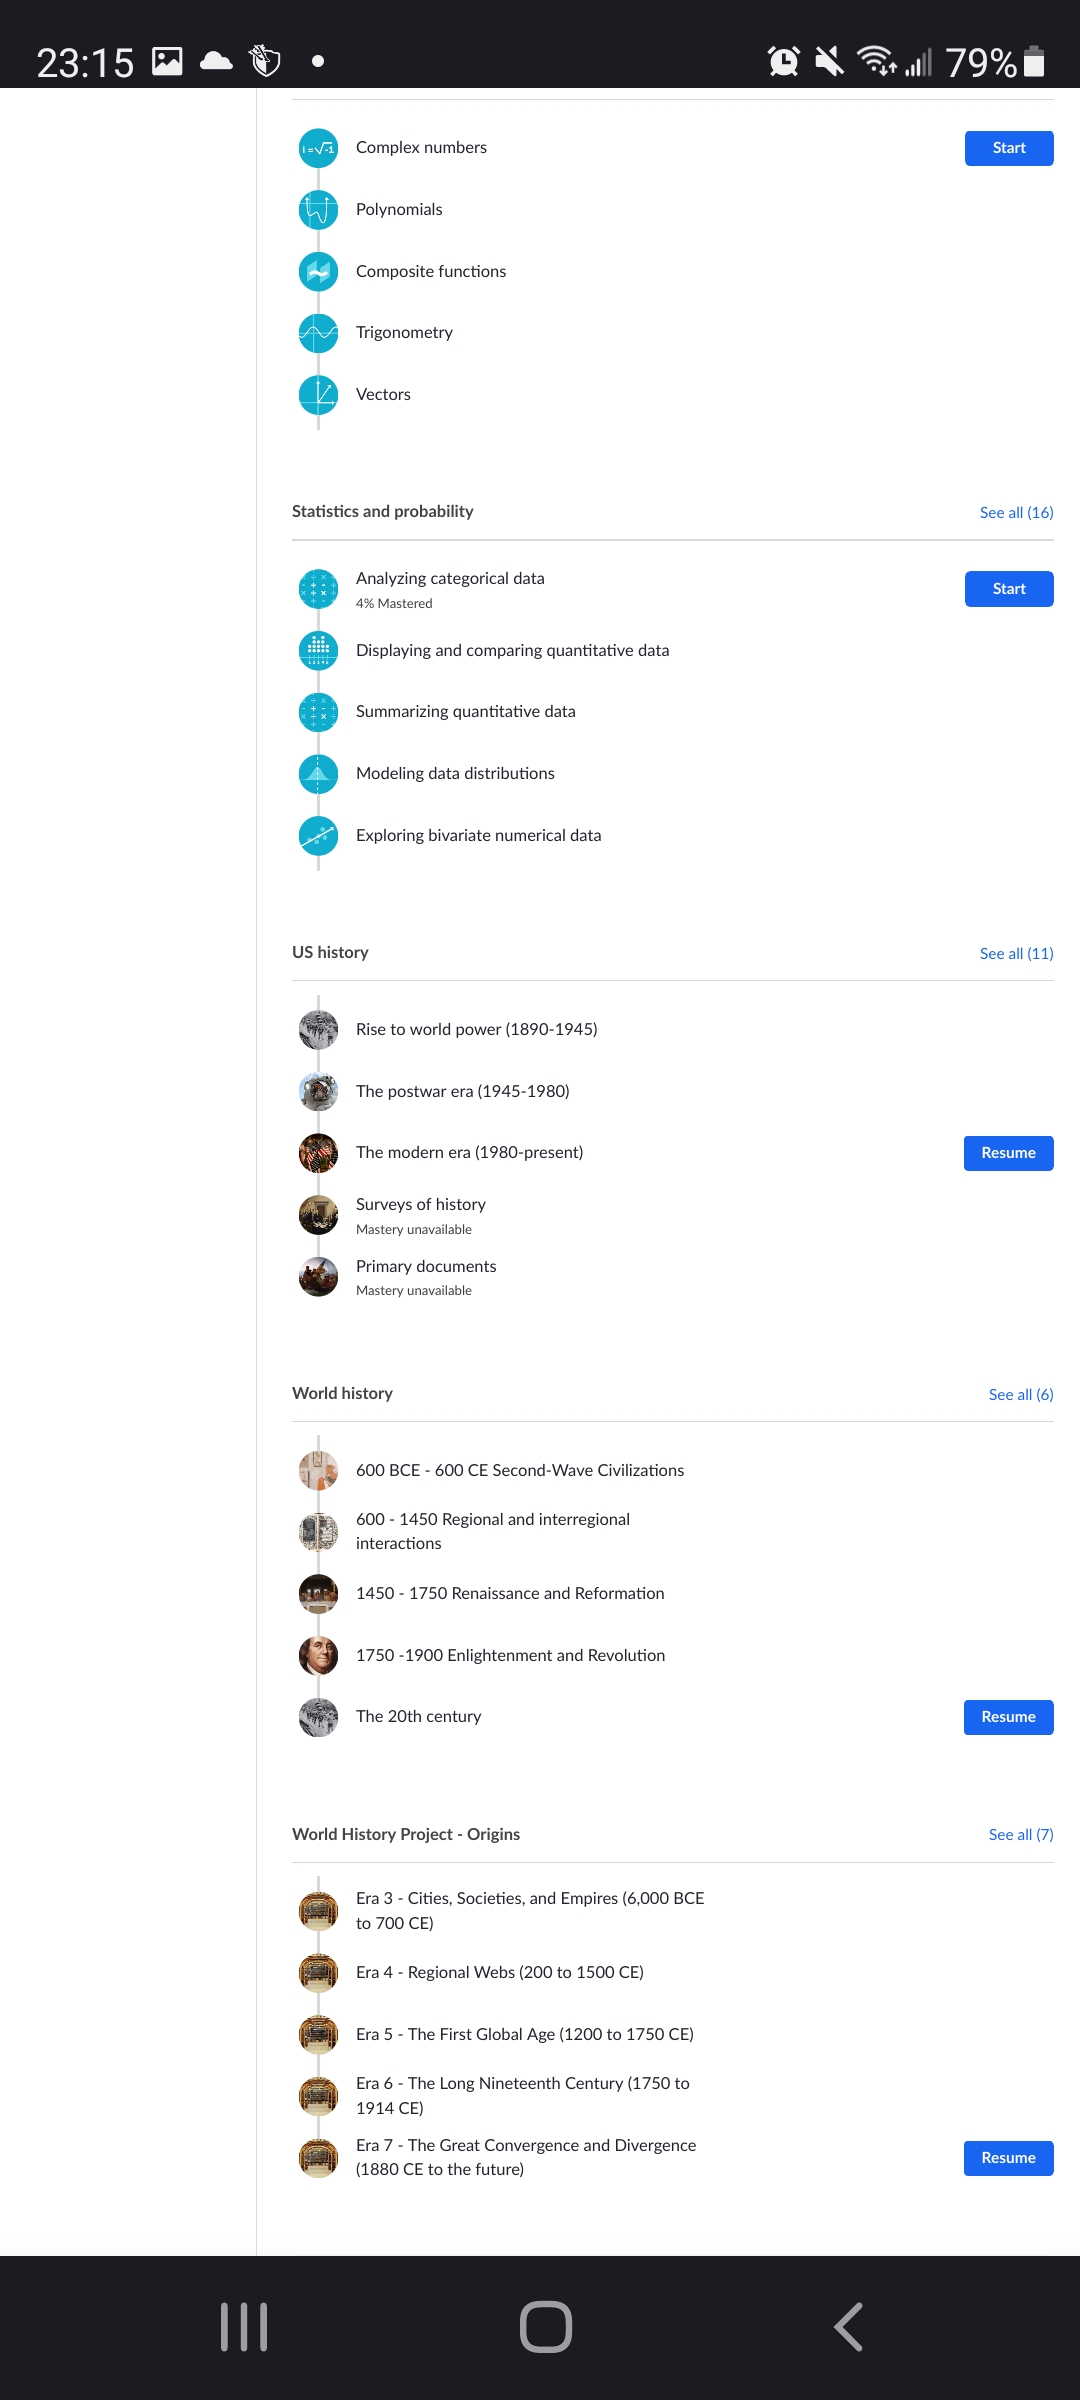 23:15
79%
i = √-1
Complex numbers
Start
Polynomials
Composite functions
Trigonometry
Vectors
Statistics and probability
See all (16)
Analyzing categorical data
4% Mastered
Start
Displaying and comparing quantitative data
Summarizing quantitative data
Modeling data distributions
Exploring bivariate numerical data
US history
See all (11)
Rise to world power (1890-1945)
The postwar era (1945-1980)
The modern era (1980-present)
Resume
Surveys of history
Mastery unavailable
Primary documents
Mastery unavailable
World history
See all (6)
600 BCE - 600 CE Second-Wave Civilizations
600 - 1450 Regional and interregional
interactions
1450 - 1750 Renaissance and Reformation
1750 -1900 Enlightenment and Revolution
The 20th century
Resume
World History Project - Origins
See all (7)
Era 3 - Cities, Societies, and Empires (6,000 BCE
to 700 CE)
Era 4 - Regional Webs (200 to 1500 CE)
Era 5 - The First Global Age (1200 to 1750 CE)
Era 6 - The Long Nineteenth Century (1750 to
1914 CE)
Era 7 - The Great Convergence and Divergence
(1880 CE to the future)
Resume